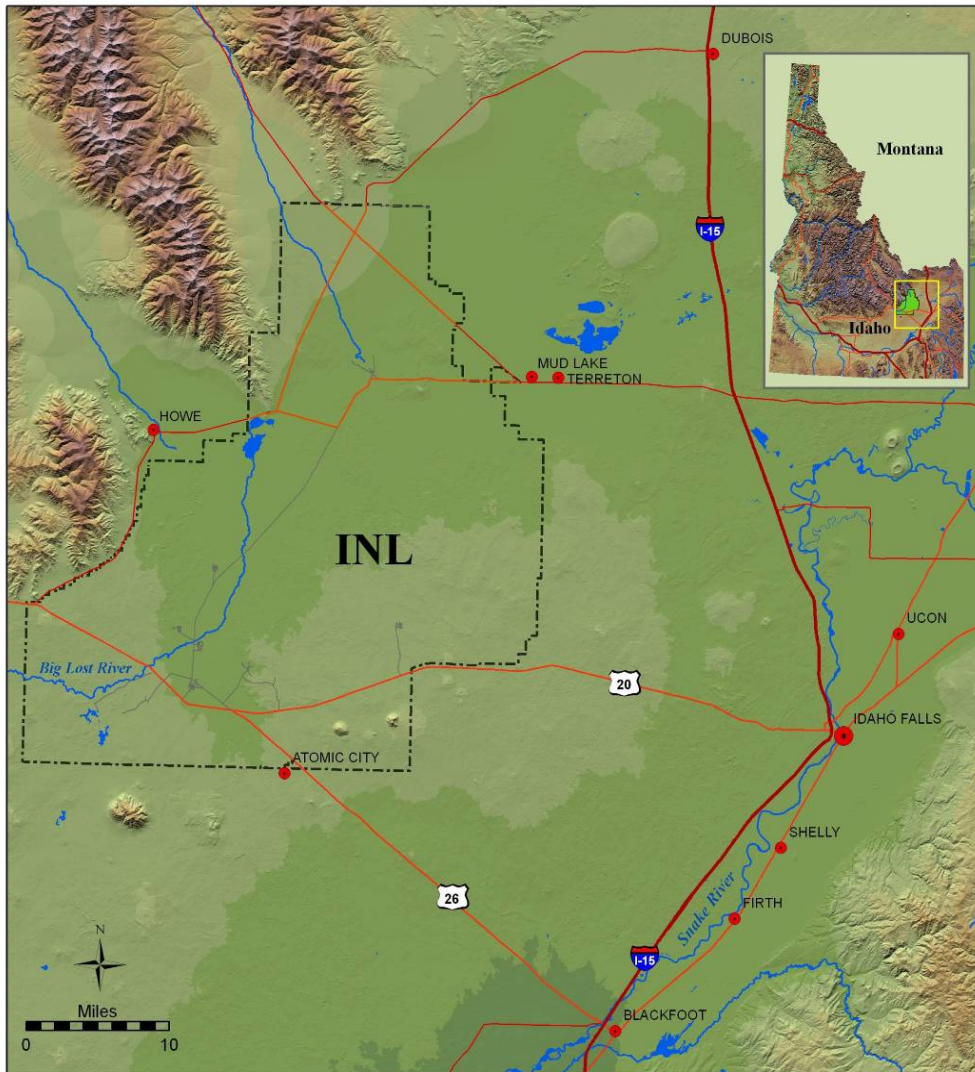 DUBOIS
Montana
Idaho
I-15
MUD LAKE
TERRETON
HOWE
INL
UCON
Big Lost River
20
IDAHO FALLS
ATOMIC CITY
SHELLY
26
Snake River
FIRTH
N
I-15
Miles
BLACKFOOT
0 10